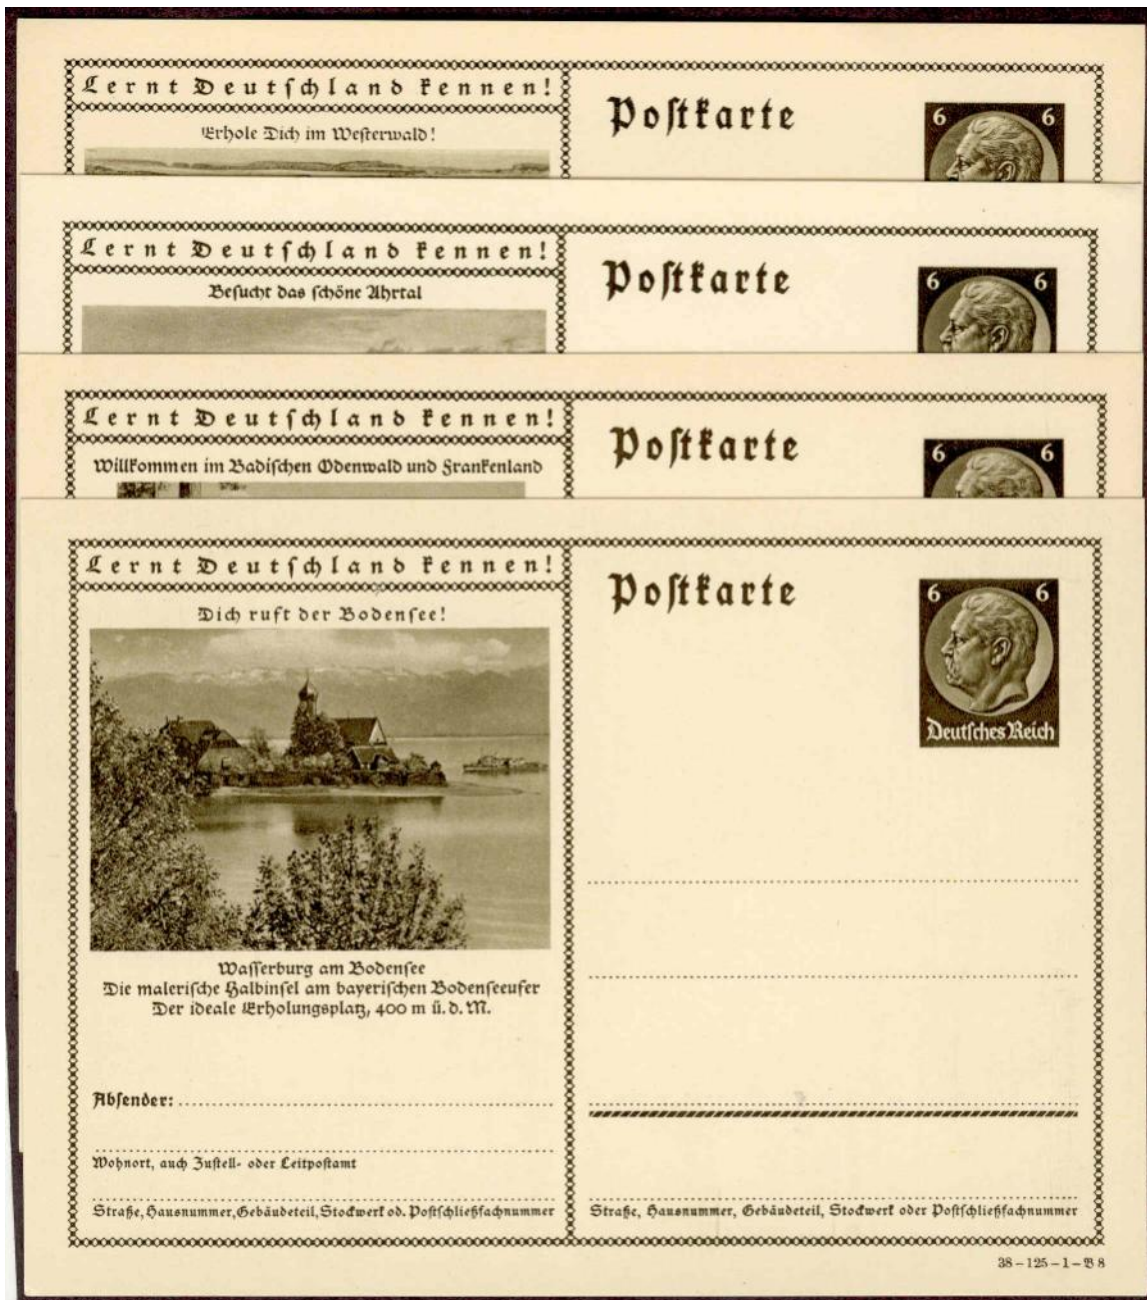 Lernt Deutschland kennen!
Erhole Dich im Westerwald!
Postkarte
6 6
Lernt Deutschland kennen!
Besucht das schöne Ahrtal
Postkarte
6 6
Lernt Deutschland kennen!
Willkommen im Badischen Odenwald und Frankenland
Postkarte
6 6
Lernt Deutschland kennen!
Dich ruft der Bodensee!
Wasserburg am Bodensee
Die malerische Halbinsel am bayerischen Bodenseeufer
Der ideale Erholungsplatz, 400 m ü. d. M.
Absender:
Wohnort, auch Zustell- oder Leitpostamt
Straße, Hausnummer, Gebäudeteil, Stockwerk od. Postschließfachnummer
Postkarte
6 6
Deutsches Reich
Straße, Hausnummer, Gebäudeteil, Stockwerk oder Postschließfachnummer
38-125-1-B 8